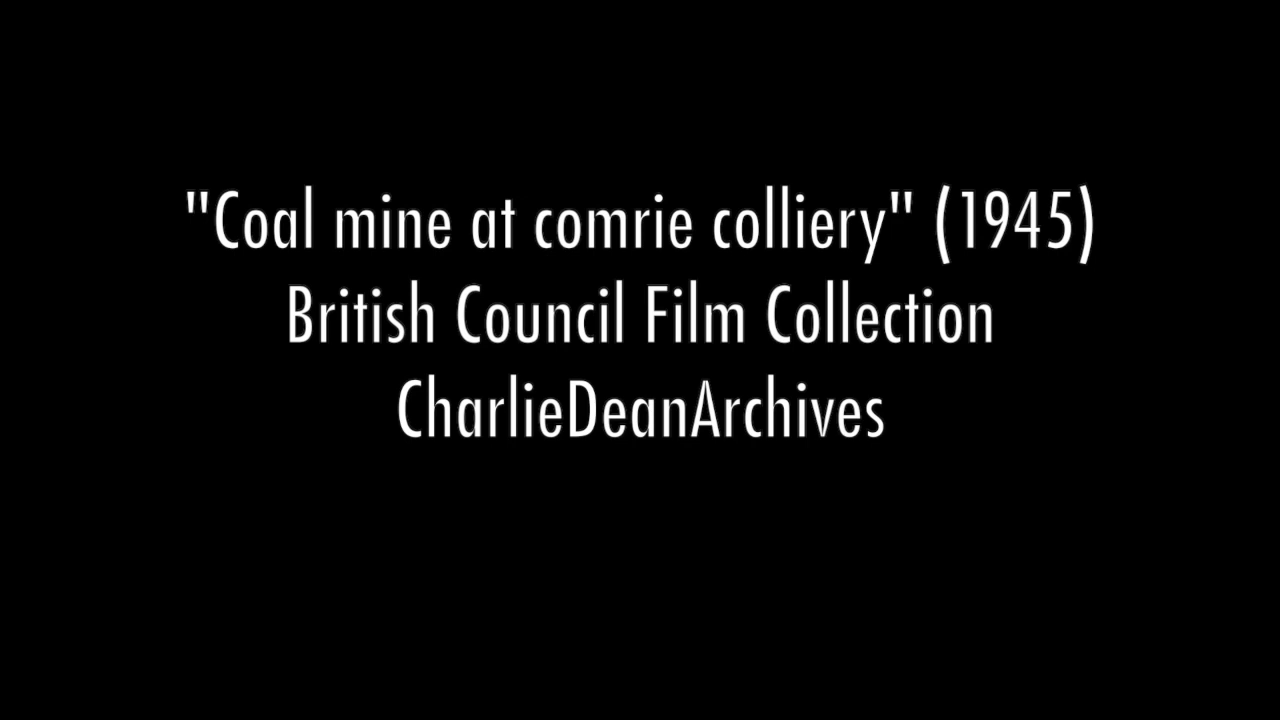 "Coal mine at comrie colliery" (1945)
British Council Film Collection
CharlieDeanArchives